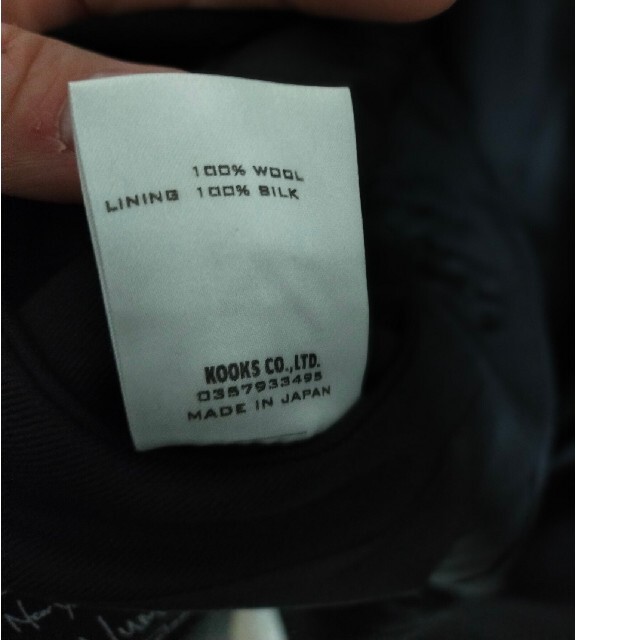 100% WOOL
LINING 100% SILK
KOOKS CO.,LTD.
0357933495
MADE IN JAPAN